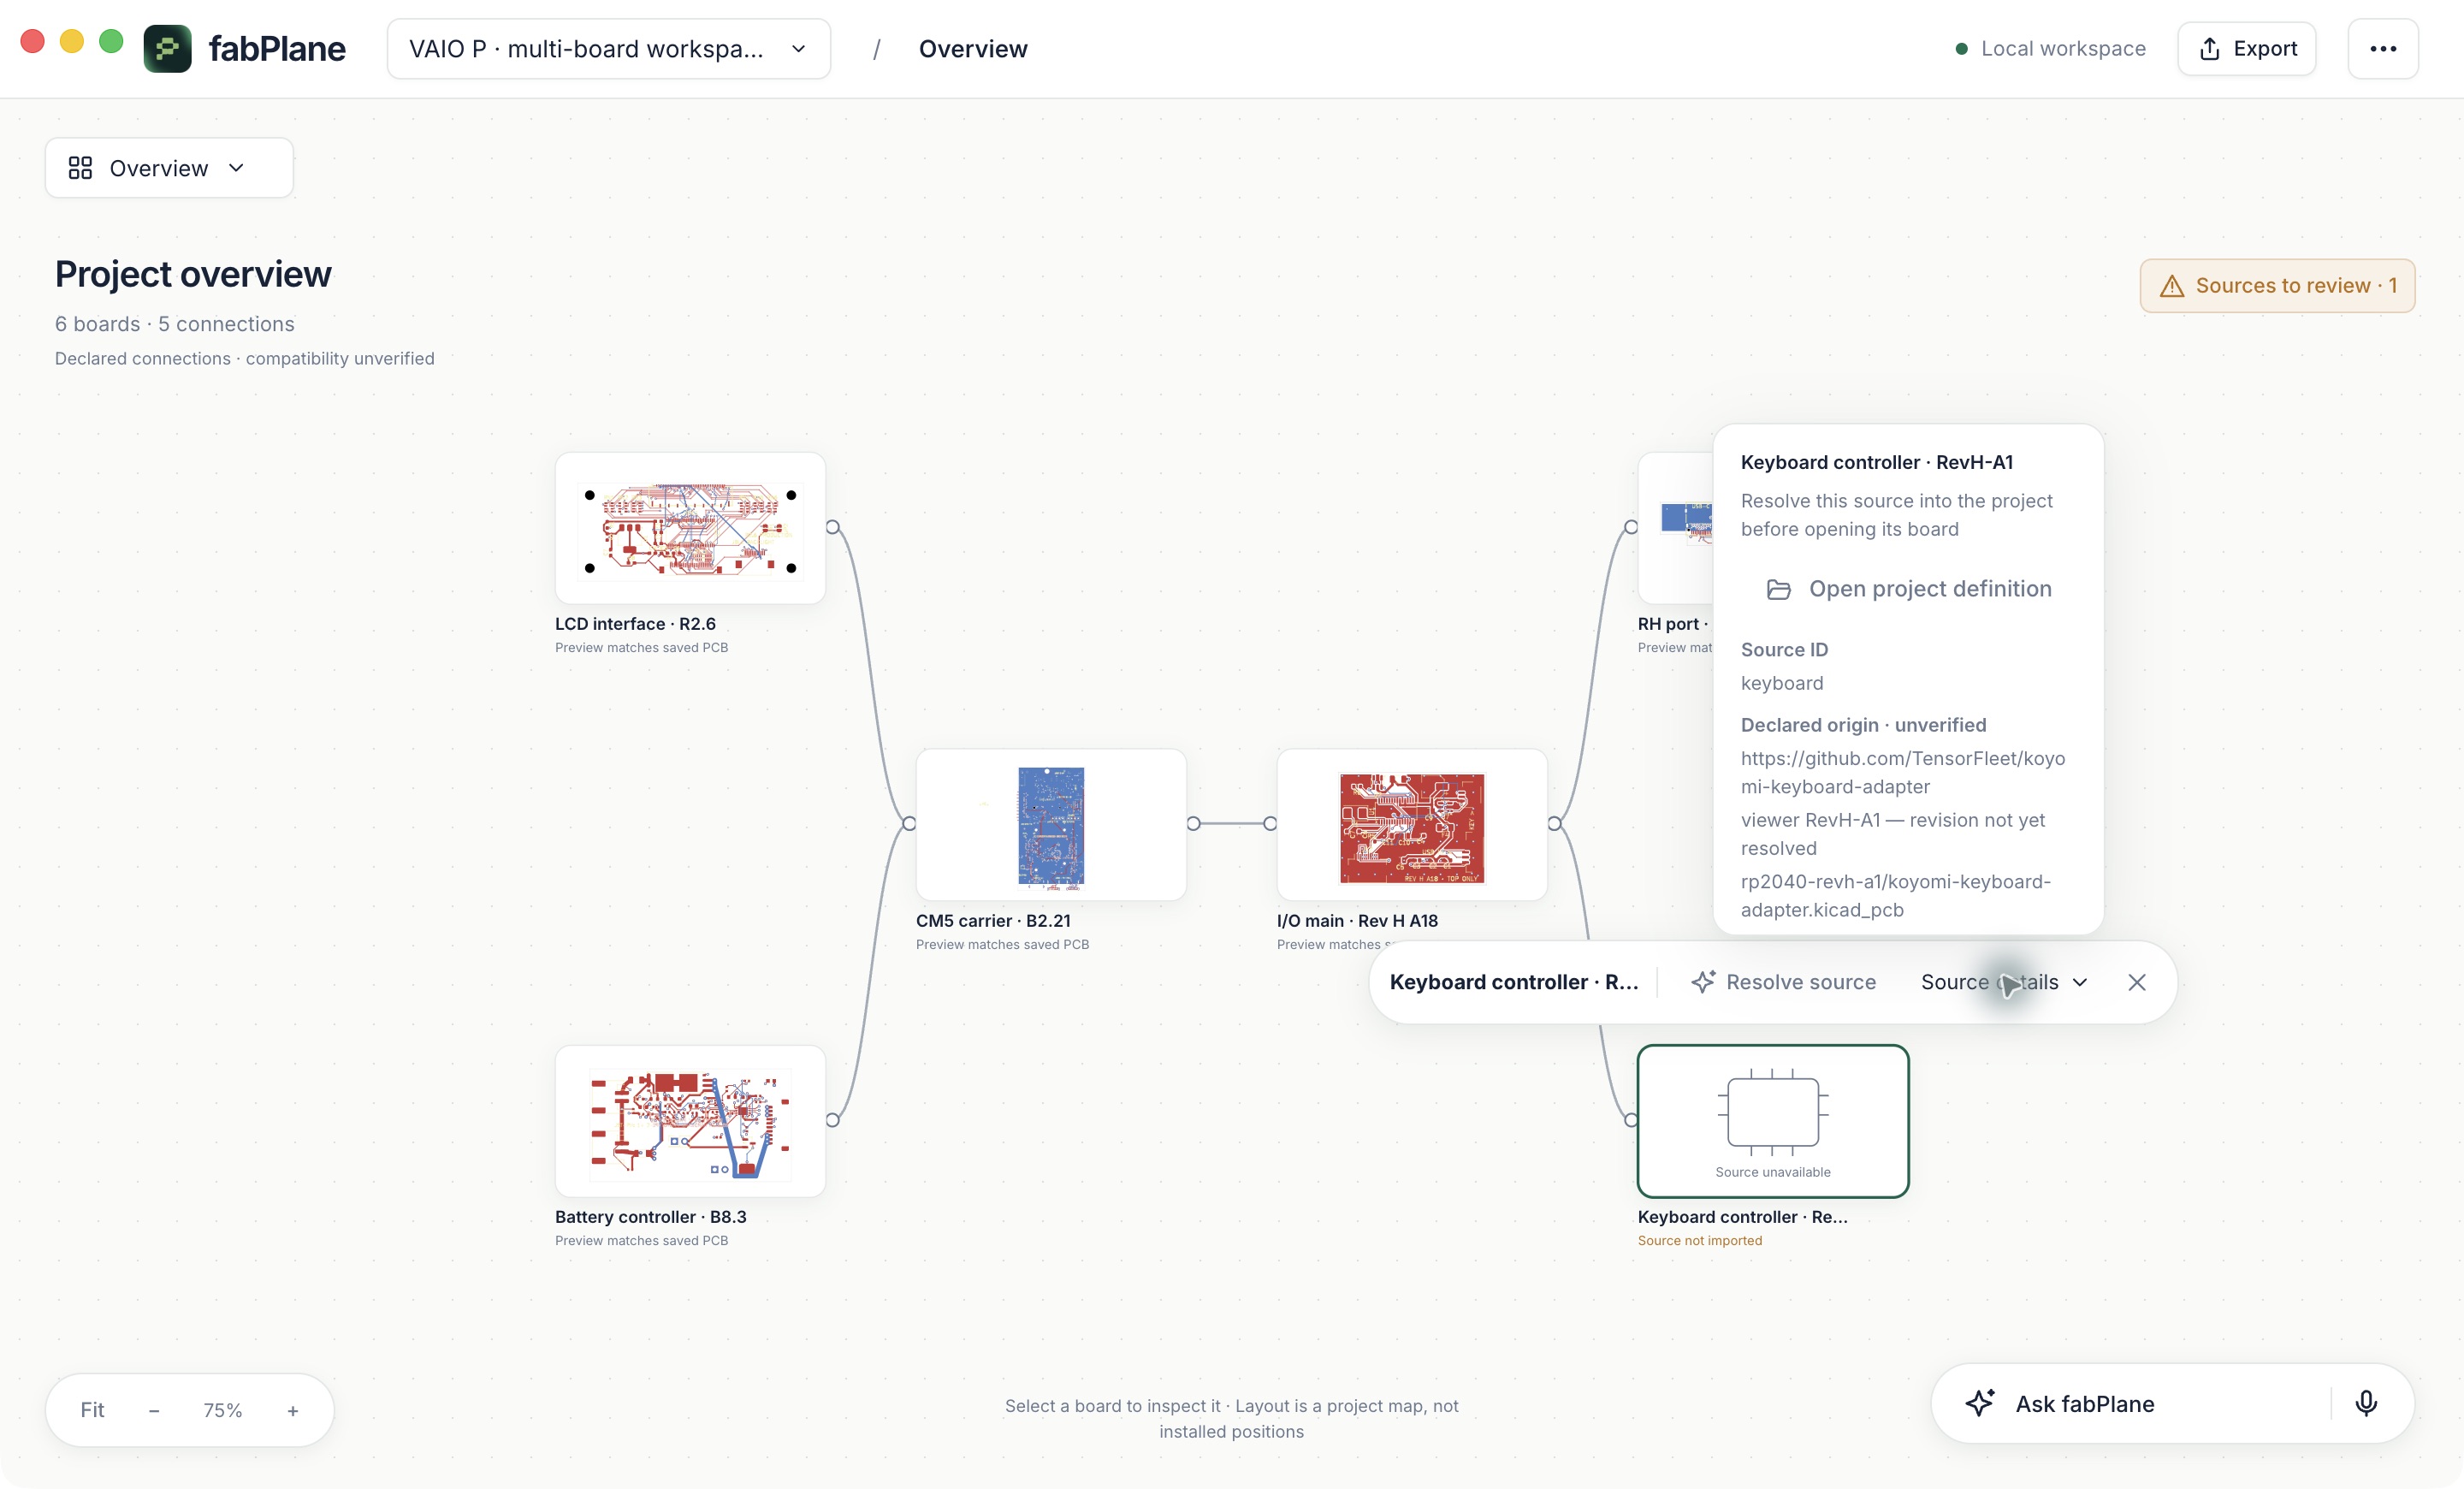 fabPlane
VAIO P · multi-board workspa...
/
Overview
Local workspace
Export
Overview
Project overview
6 boards · 5 connections
Declared connections · compatibility unverified
Sources to review · 1
LCD interface · R2.6
Preview matches saved PCB
RH port ·
Preview mat
Keyboard controller · RevH-A1
Resolve this source into the project
before opening its board
Open project definition
Source ID
keyboard
Declared origin · unverified
https://github.com/TensorFleet/koyo
mi-keyboard-adapter
viewer RevH-A1 — revision not yet
resolved
rp2040-revh-a1/koyomi-keyboard-
adapter.kicad_pcb
CM5 carrier · B2.21
Preview matches saved PCB
REV H A18 · TOP ONLY
I/O main · Rev H A18
Preview matches s
Keyboard controller · R...
Resolve source
Source details
Source unavailable
Battery controller · B8.3
Preview matches saved PCB
Keyboard controller · Re...
Source not imported
Fit − 75% +
Select a board to inspect it · Layout is a project map, not
installed positions
Ask fabPlane